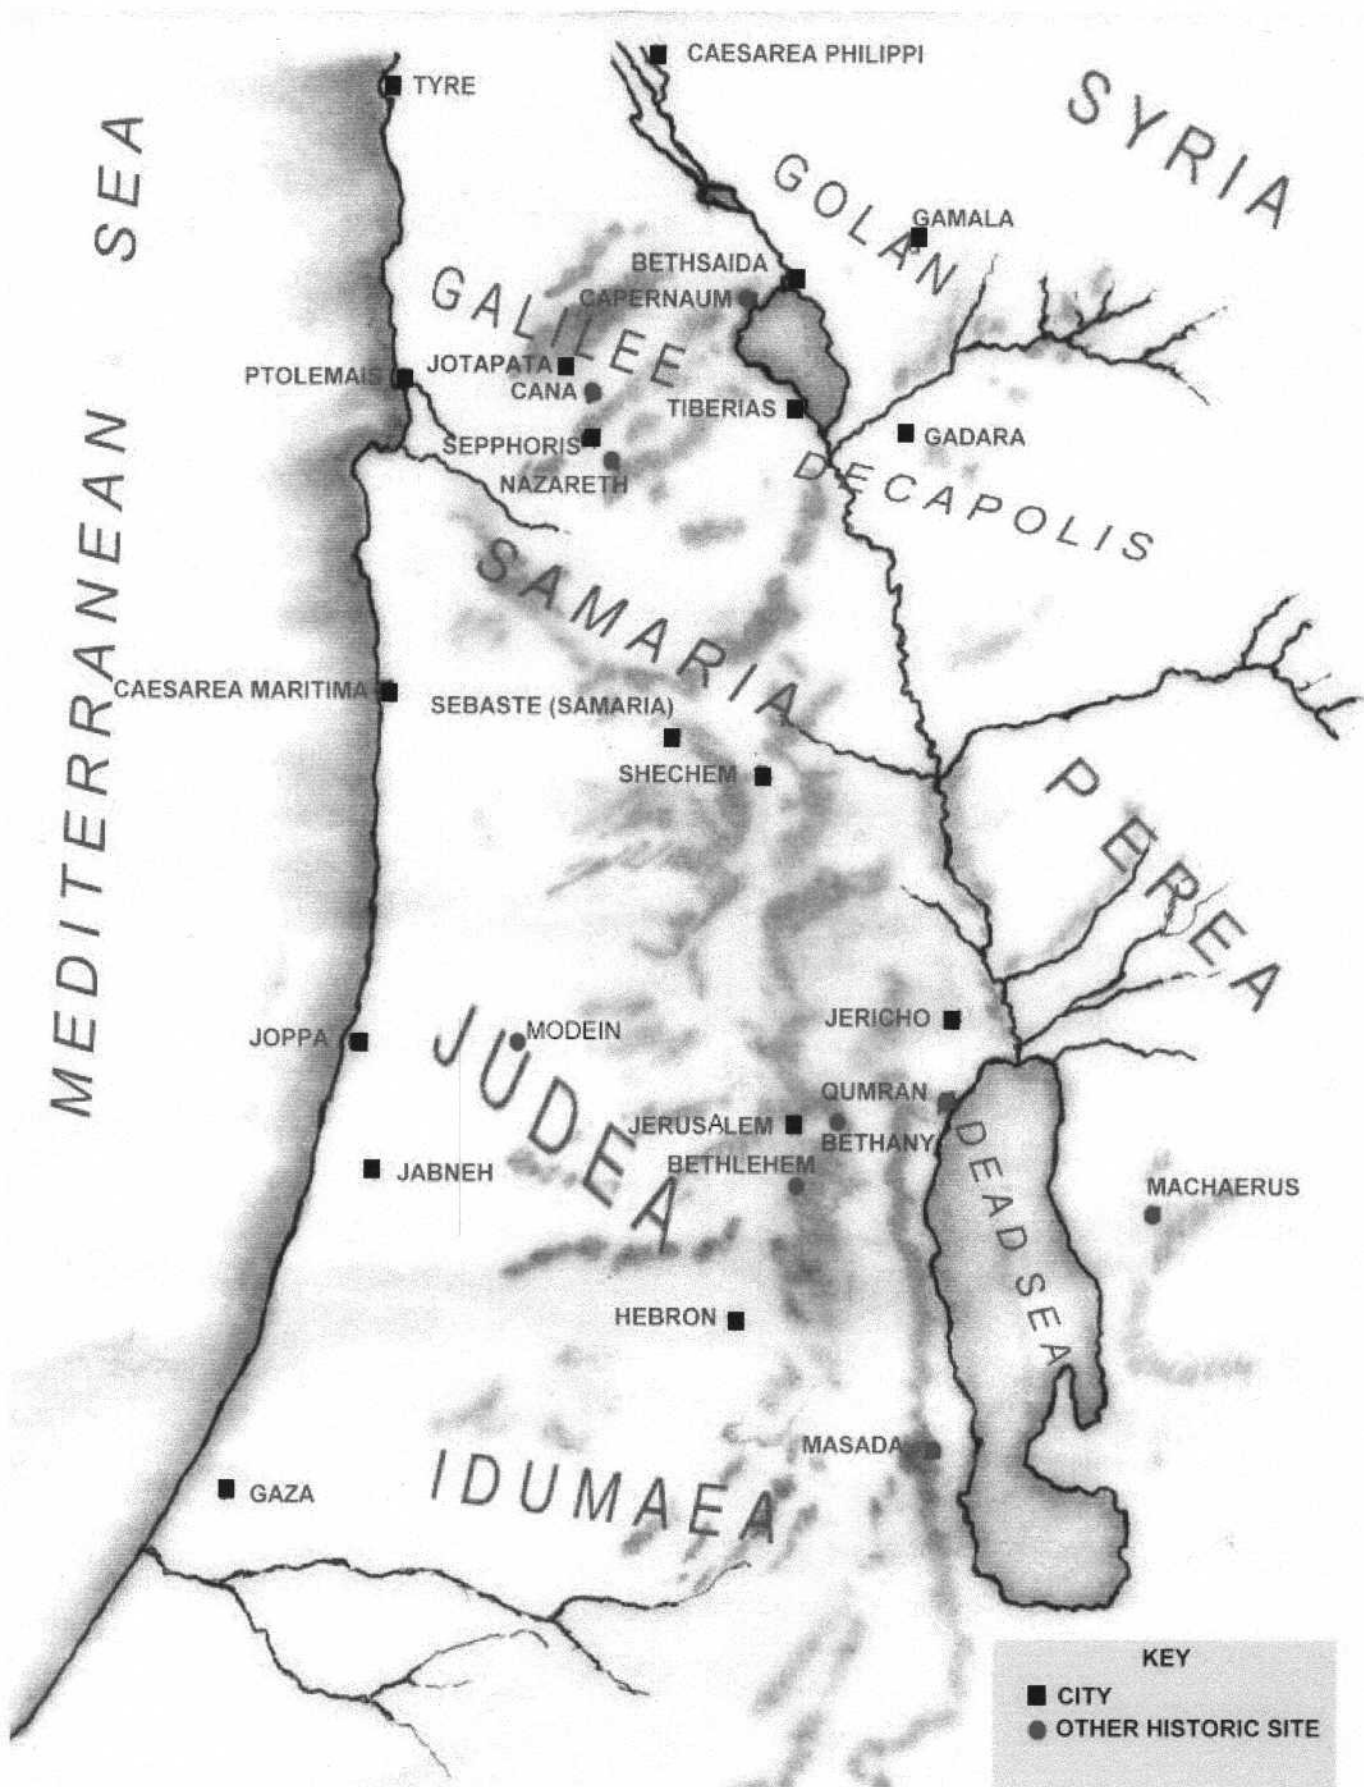 CAESAREA PHILIPPI
TYRE
SYRIA
MEDITERRANEAN SEA
GOLAN
GAMALA
BETHSAIDA
CAPERNAUM
GALILEE
JOTAPATA
PTOLEMAIS
CANA
TIBERIAS
SEPPHORIS
GADARA
NAZARETH
DECAPOLIS
SAMARIA
CAESAREA MARITIMA
SEBASTE (SAMARIA)
SHECHEM
PEREA
JERICHO
JOPPA
MODEIN
JUDEA
QUMRAN
JERUSALEM
BETHANY
BETHLEHEM
JABNEH
DEAD SEA
MACHAERUS
HEBRON
MASADA
IDUMAEA
GAZA
KEY
CITY
OTHER HISTORIC SITE